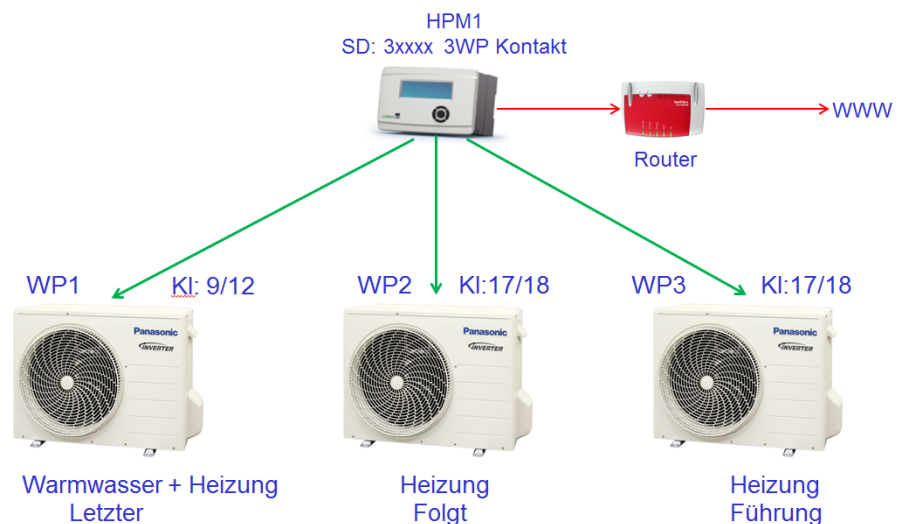 HPM1
SD: 3xxxx 3WP Kontakt
WWW
Router
WP1 Kl: 9/12
WP2 Kl:17/18
WP3 Kl:17/18
Panasonic
INVERTER
Panasonic
INVERTER
Panasonic
INVERTER
Warmwasser + Heizung
Letzter
Heizung
Folgt
Heizung
Führung